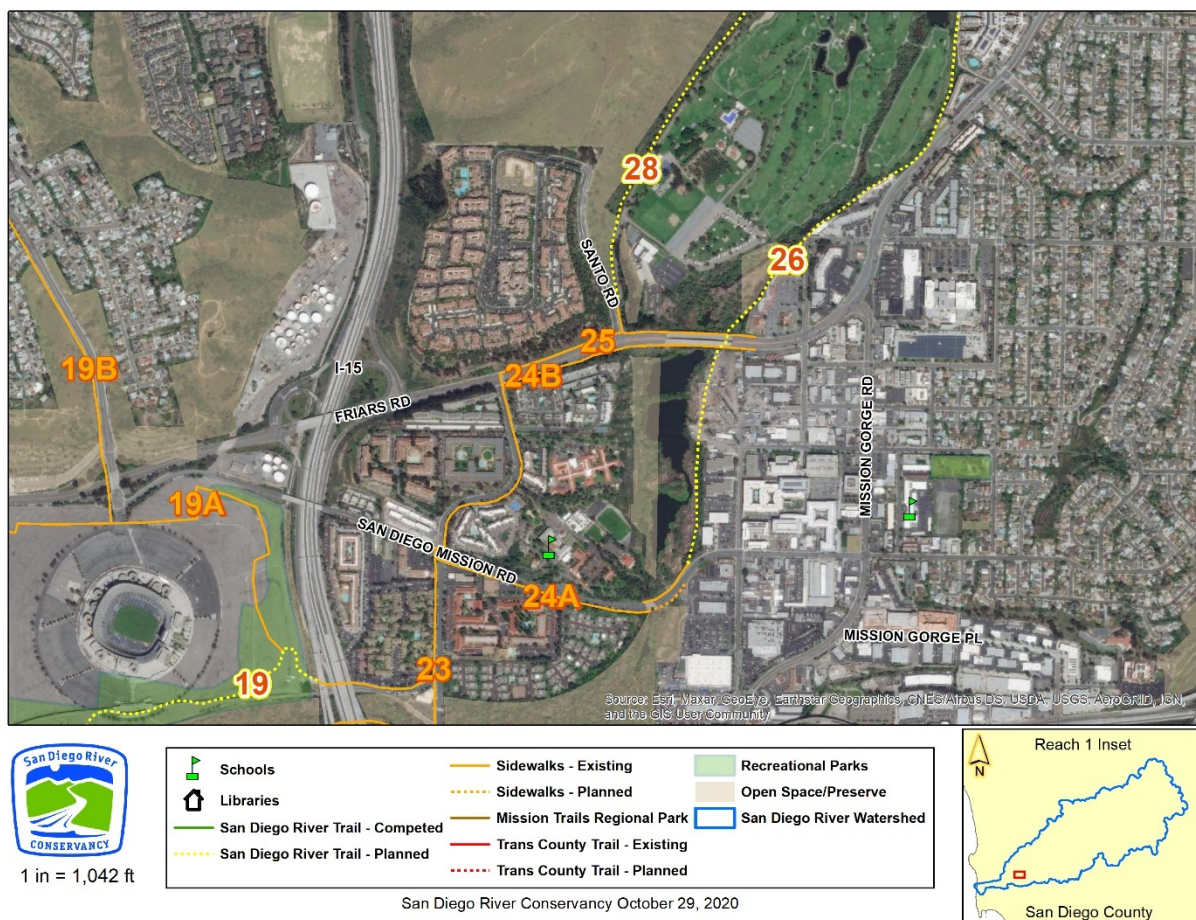 28
26
SANTO RD
25
19B
24B
I-15
FRIARS RD
MISSION GORGE RD
19A
SAN DIEGO MISSION RD
24A
MISSION GORGE PL
23
19
Source: Esri, Maxar, GeoEye, Earthstar Geographics, CNES/Airbus DS, USDA, USGS, AeroGRID, IGN,
and the GIS User Community
San Diego River
CONSERVANCY
1 in = 1,042 ft
Schools
Libraries
San Diego River Trail - Competed
San Diego River Trail - Planned
Sidewalks - Existing
Sidewalks - Planned
Mission Trails Regional Park
Trans County Trail - Existing
Trans County Trail - Planned
Recreational Parks
Open Space/Preserve
San Diego River Watershed
San Diego River Conservancy October 29, 2020
N
Reach 1 Inset
San Diego County